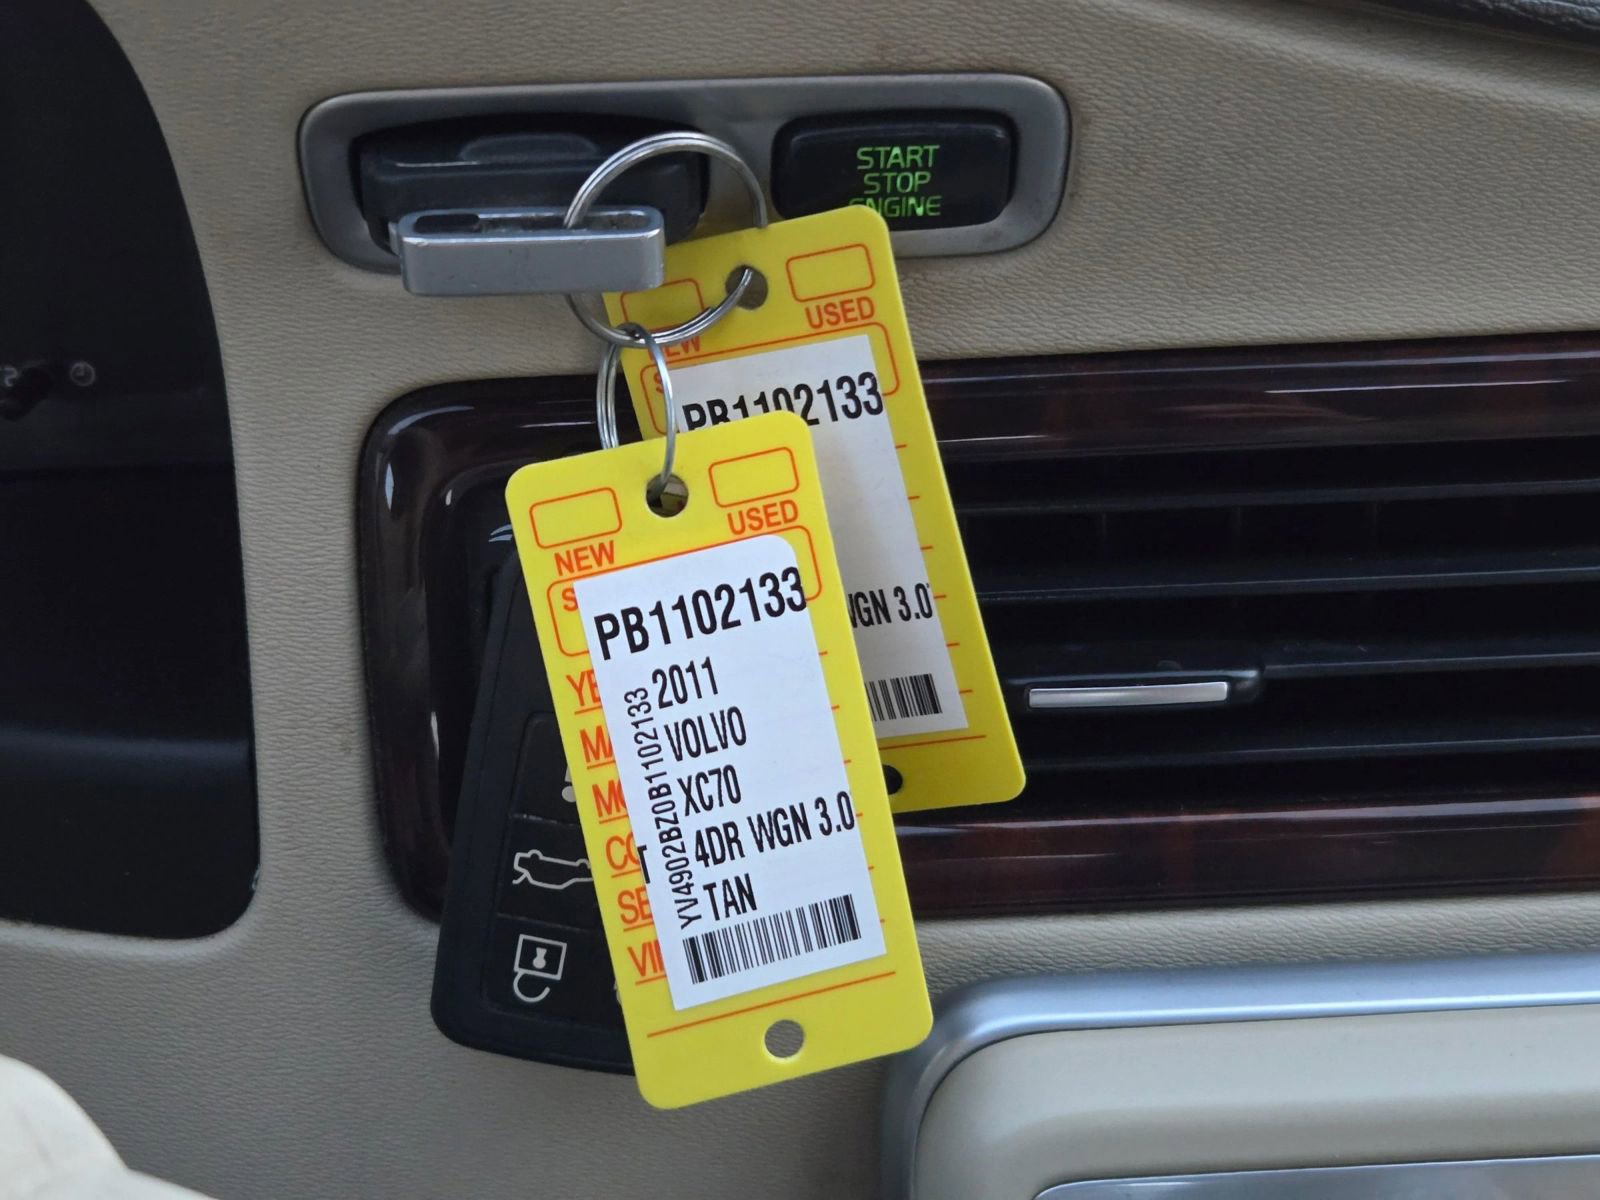 START
STOP
ENGINE
USED
PB1102133
WGN 3.0
NEW
USED
PB1102133
2011
VOLVO
XC70
4DR WGN 3.0
T
TAN
YV4902BZ0B1102133